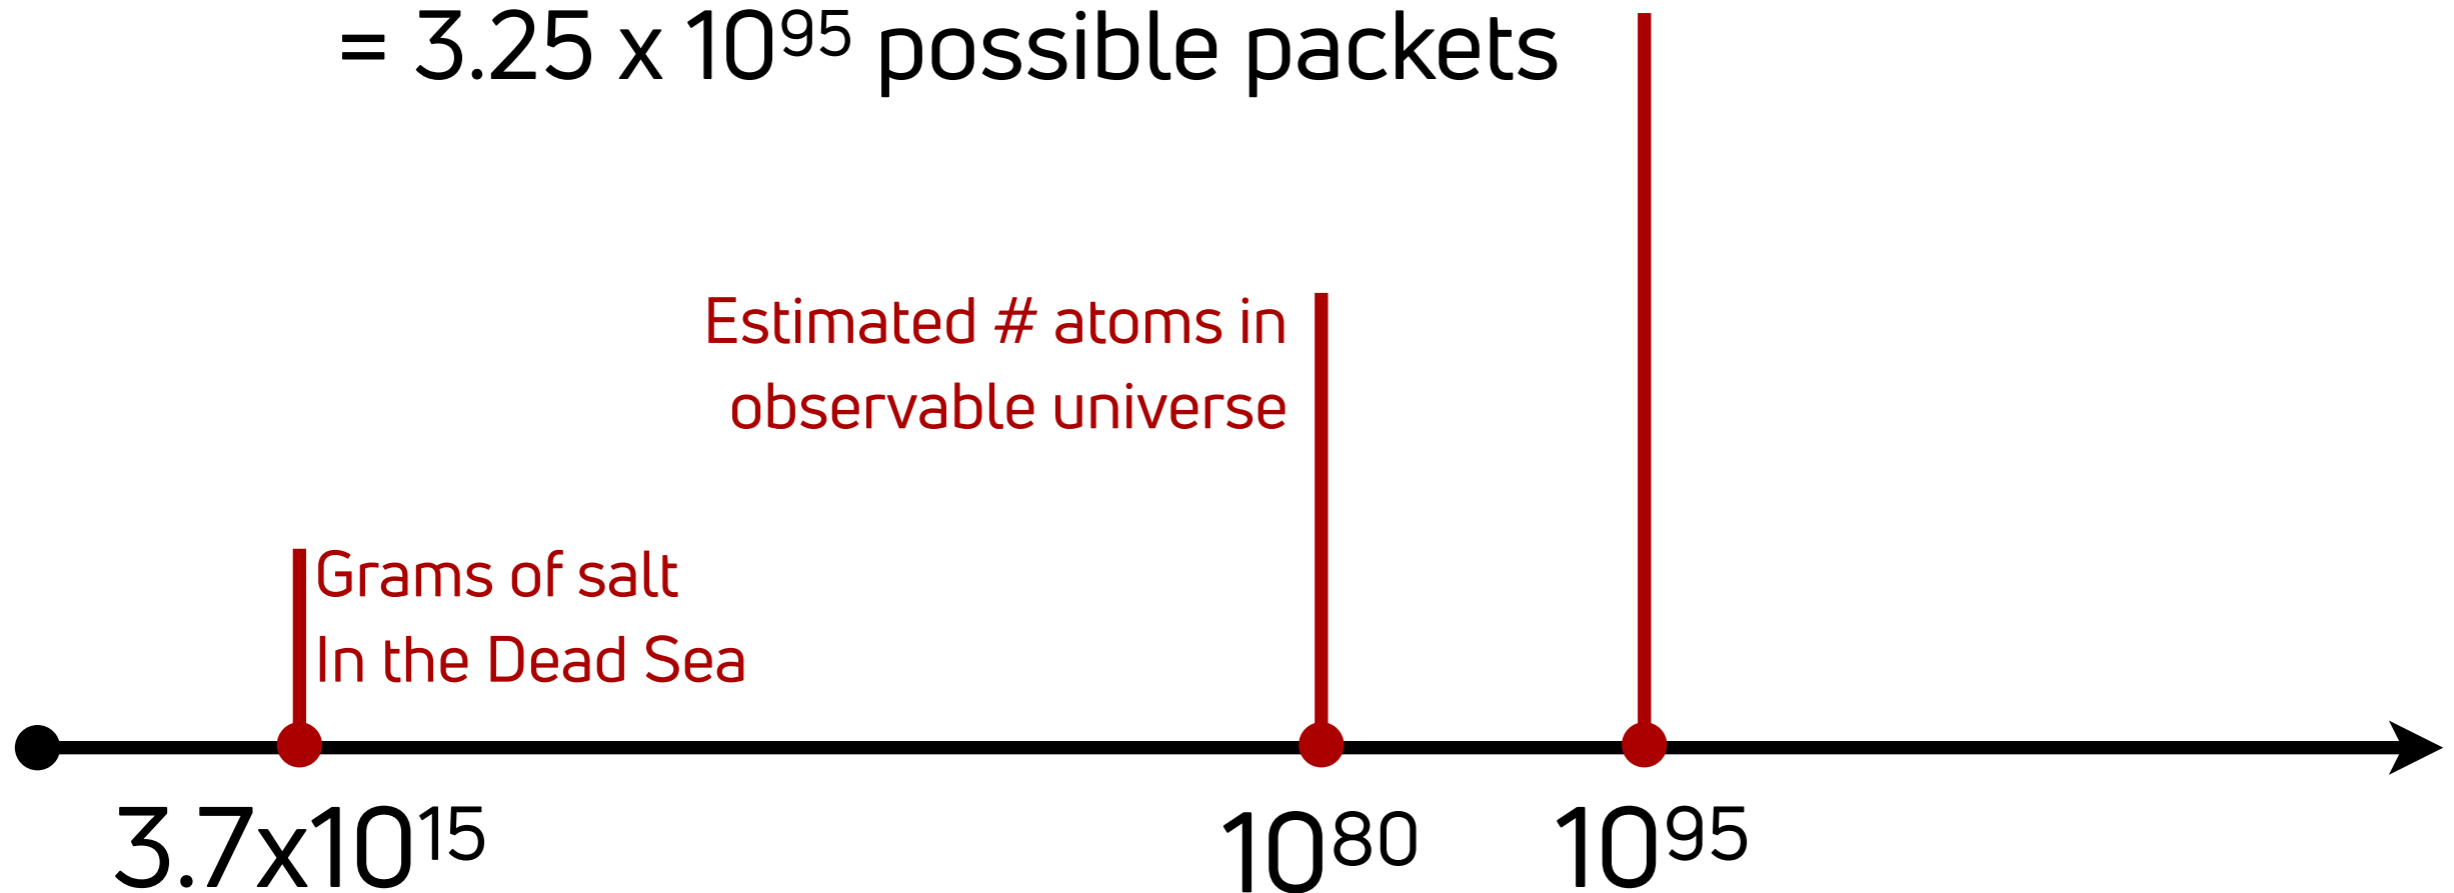 = 3.25 x 10⁹⁵ possible packets
Estimated # atoms in
observable universe
Grams of salt
In the Dead Sea
3.7x10¹⁵
10⁸⁰
10⁹⁵